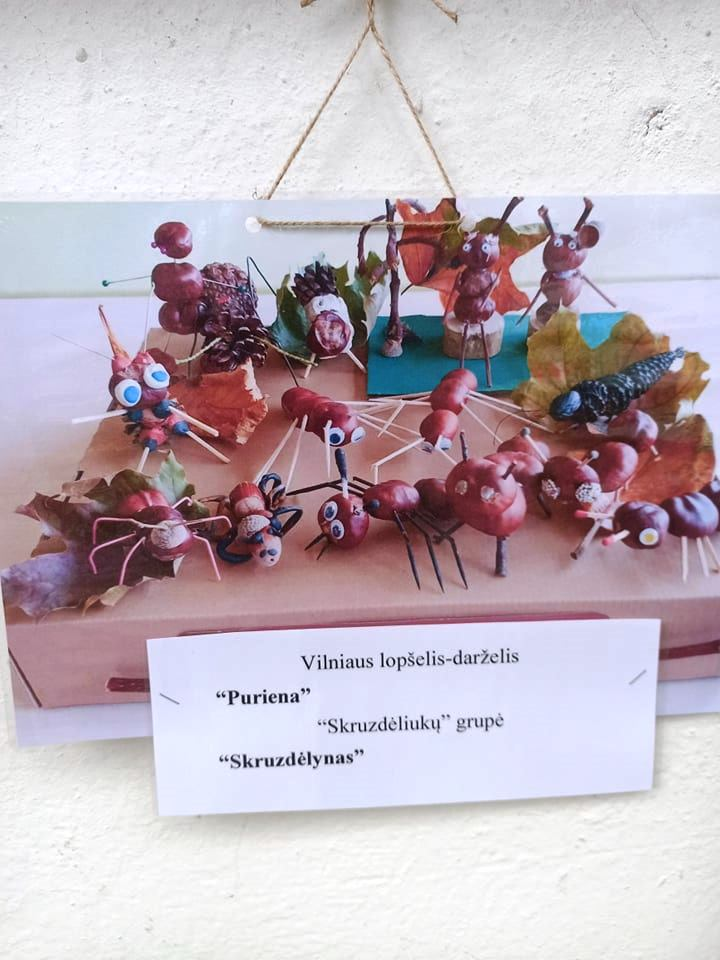 Vilniaus lopšelis-darželis
“Puriena”
“Skruzdėliukų” grupė
“Skruzdėlynas”